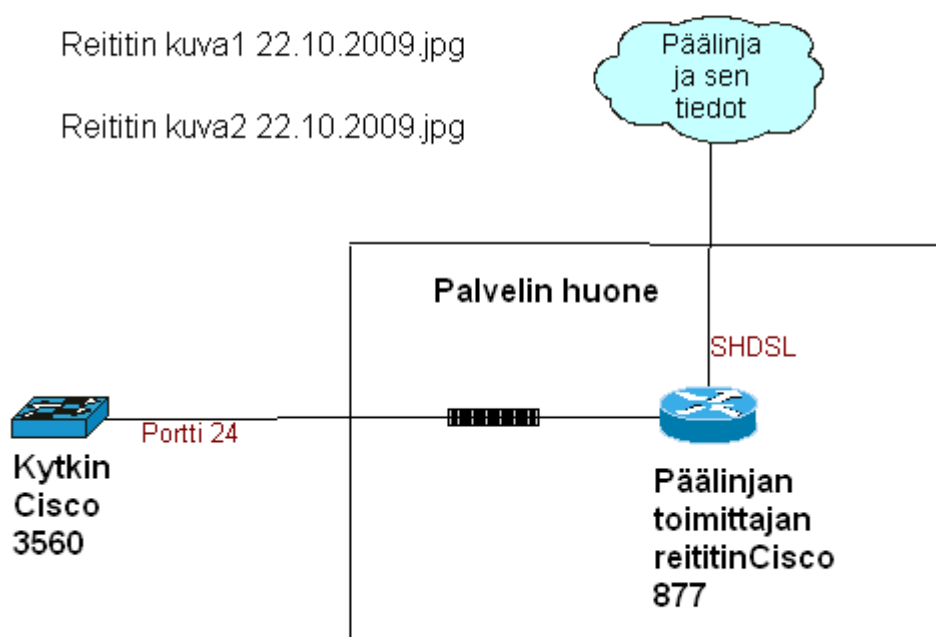 Reititin kuva1 22.10.2009.jpg
Reititin kuva2 22.10.2009.jpg
Päälinja
ja sen
tiedot
Palvelin huone
SHDSL
Portti 24
Kytkin
Cisco
3560
Päälinjan
toimittajan
reititinCisco
877